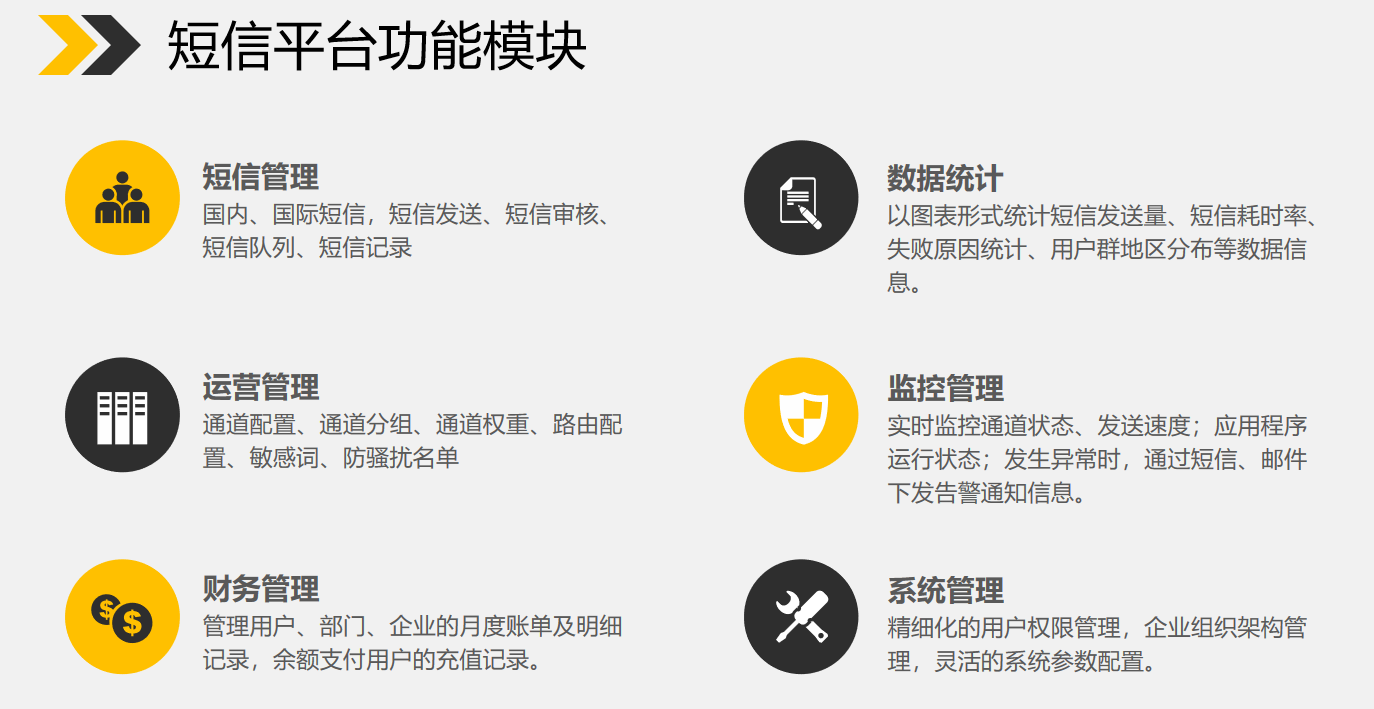 短信平台功能模块
短信管理
国内、国际短信，短信发送、短信审核、
短信队列、短信记录
数据统计
以图表形式统计短信发送量、短信耗时率、
失败原因统计、用户群地区分布等数据信
息。
运营管理
通道配置、通道分组、通道权重、路由配
置、敏感词、防骚扰名单
监控管理
实时监控通道状态、发送速度；应用程序
运行状态；发生异常时，通过短信、邮件
下发告警通知信息。
财务管理
管理用户、部门、企业的月度账单及明细
记录，余额支付用户的充值记录。
系统管理
精细化的用户权限管理，企业组织架构管
理，灵活的系统参数配置。